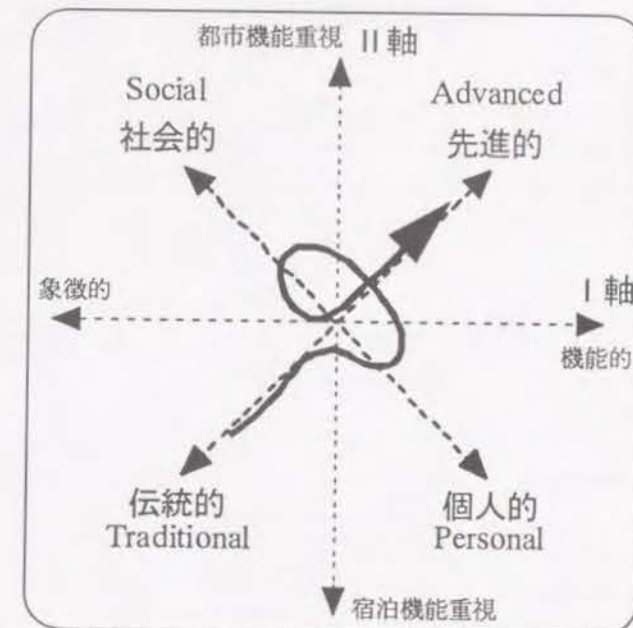 都市機能重視 II軸
Social
社会的
Advanced
先進的
象徴的
I軸
機能的
伝統的
Traditional
個人的
Personal
宿泊機能重視